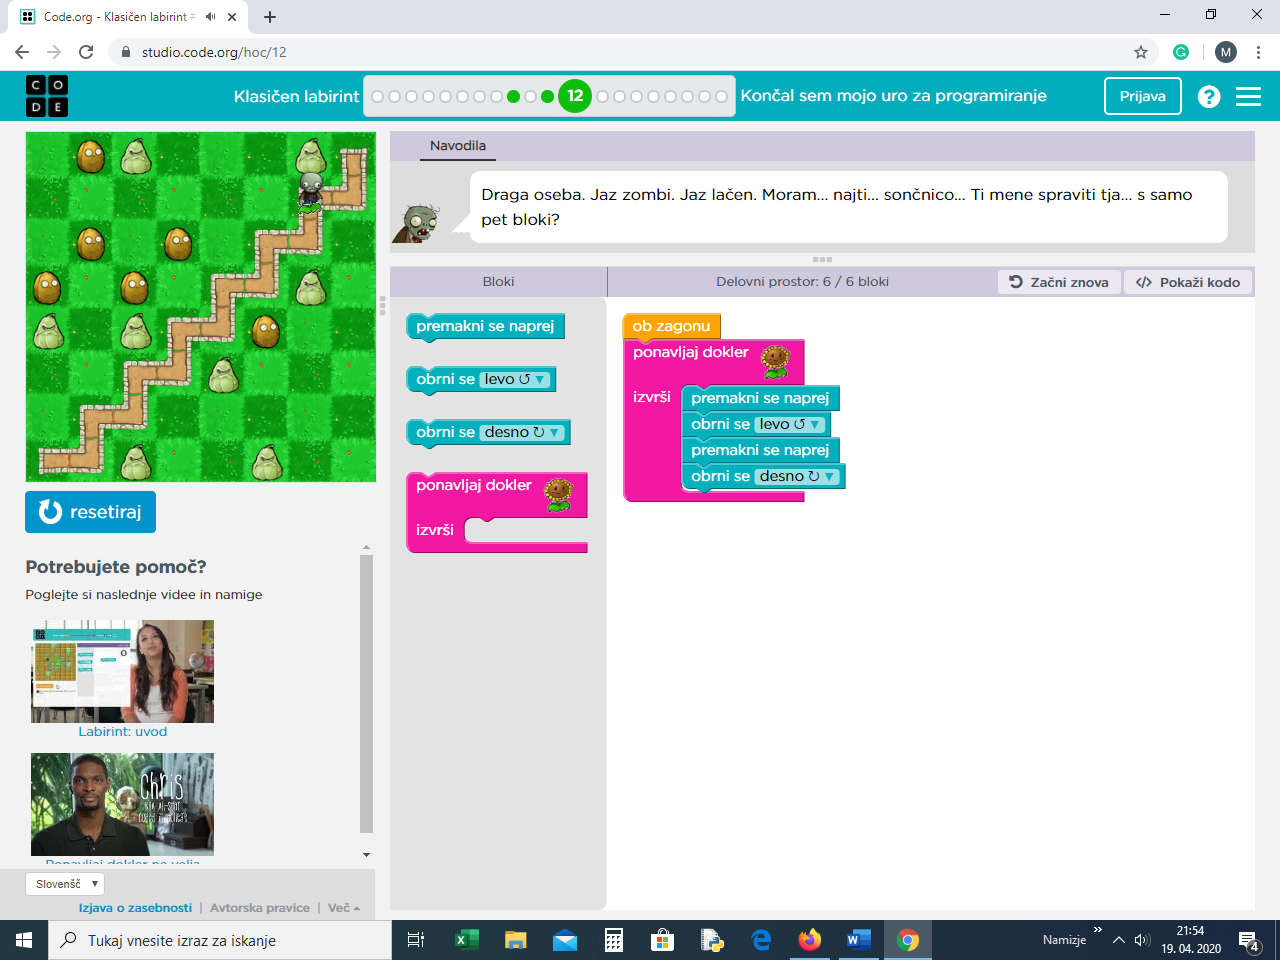 Code.org - Klasičen labirint #
studio.code.org/hoc/12
M
C O
D E
Klasičen labirint
12
Končal sem mojo uro za programiranje
Prijava
?
Navodila
Draga oseba. Jaz zombi. Jaz lačen. Moram... najti... sončnico... Ti mene spraviti tja... s samo
pet bloki?
Bloki
Delovni prostor: 6 / 6 bloki
Začni znova
Pokaži kodo
premakni se naprej
obrni se levo ↺ ▼
obrni se desno ↻ ▼
ponavljaj dokler
izvrši
ob zagonu
ponavljaj dokler
izvrši
premakni se naprej
obrni se levo ↺ ▼
premakni se naprej
obrni se desno ↻ ▼
resetiraj
Potrebujete pomoč?
Poglejte si naslednje videe in namige
Labirint: uvod
chris
Ponavljaj dokler ne velja
Slovenšč
Izjava o zasebnosti | Avtorska pravice | Več
Tukaj vnesite izraz za iskanje
Namizje
21:54
19. 04. 2020
4